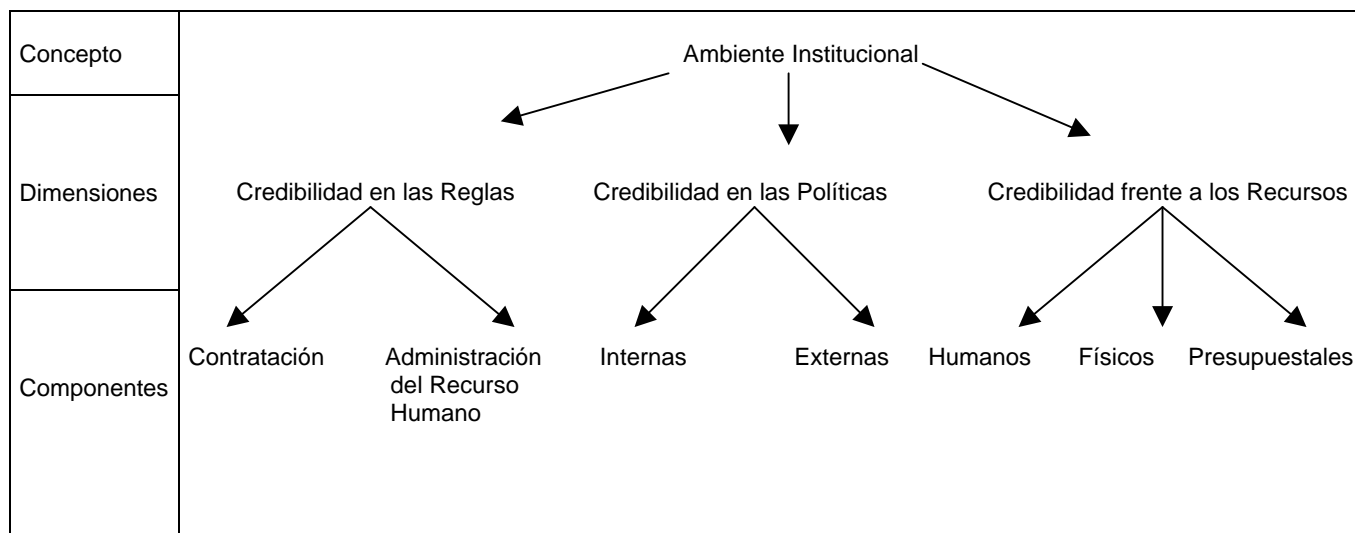 Concepto
Ambiente Institucional
Dimensiones
Credibilidad en las Reglas
Credibilidad en las Políticas
Credibilidad frente a los Recursos
Componentes
Contratación
Administración
del Recurso
Humano
Internas
Externas
Humanos
Físicos
Presupuestales